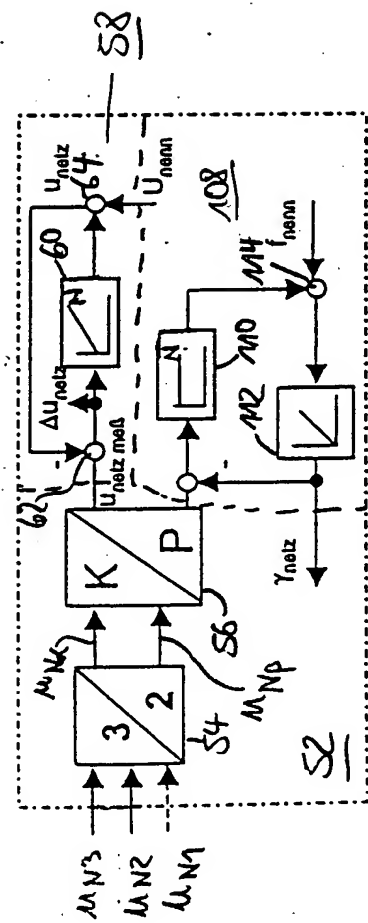 58
U_netz
64.
60
N
ΔU_netz
U_nenn
62
U_netz meß
K
P
56
u_Nα
u_Nβ
3
2
54
u_N3
u_N2
u_N1
108
114
f_nenn
N
110
112
-
γ_netz
52